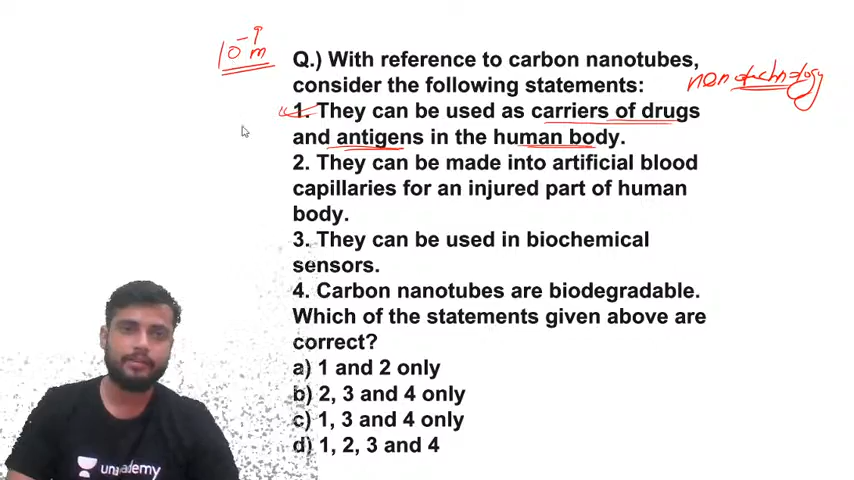 10⁻⁹ m
Q.) With reference to carbon nanotubes,
consider the following statements:
nanotechnology
1. They can be used as carriers of drugs
and antigens in the human body.
2. They can be made into artificial blood
capillaries for an injured part of human
body.
3. They can be used in biochemical
sensors.
4. Carbon nanotubes are biodegradable.
Which of the statements given above are
correct?
a) 1 and 2 only
b) 2, 3 and 4 only
c) 1, 3 and 4 only
d) 1, 2, 3 and 4
unacademy